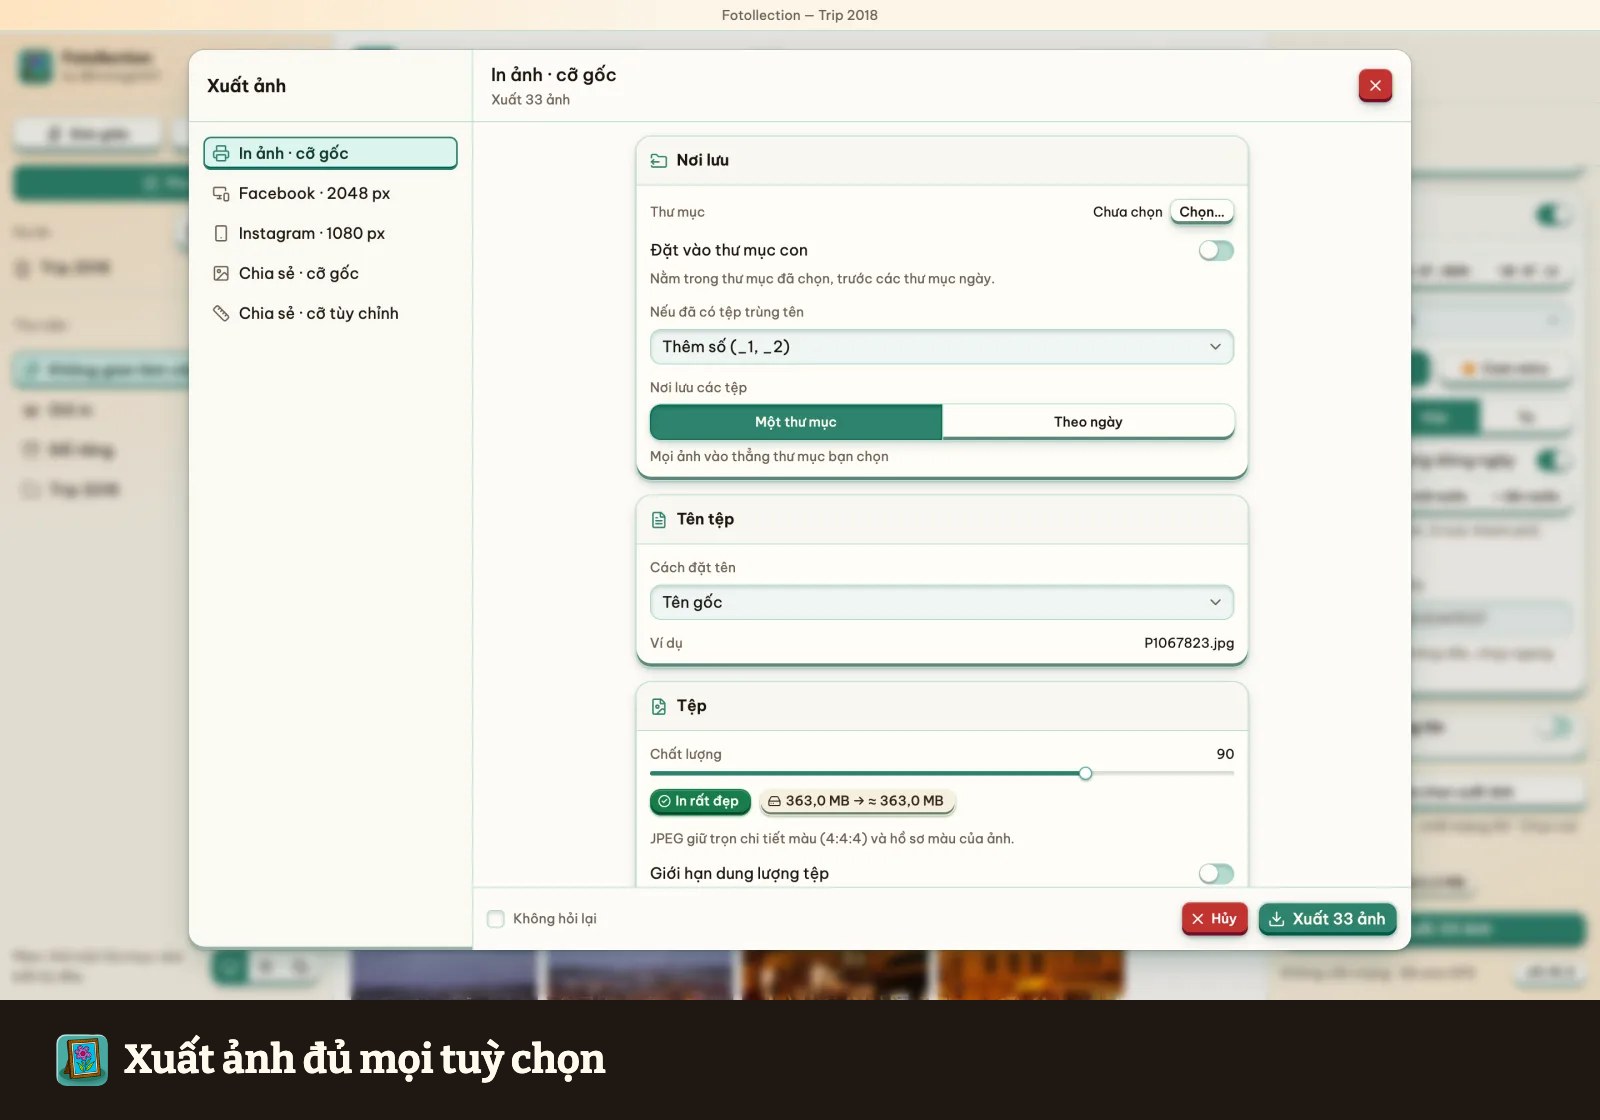 Fotollection — Trip 2018
Xuất ảnh
In ảnh · cỡ gốc
Facebook · 2048 px
Instagram · 1080 px
Chia sẻ · cỡ gốc
Chia sẻ · cỡ tùy chỉnh
In ảnh · cỡ gốc
Xuất 33 ảnh
Nơi lưu
Thư mục
Chưa chọn
Chọn...
Đặt vào thư mục con
Nằm trong thư mục đã chọn, trước các thư mục ngày.
Nếu đã có tệp trùng tên
Thêm số (_1, _2)
Nơi lưu các tệp
Một thư mục
Theo ngày
Mọi ảnh vào thẳng thư mục bạn chọn
Tên tệp
Cách đặt tên
Tên gốc
Ví dụ
P1067823.jpg
Tệp
Chất lượng
90
In rất đẹp
363,0 MB → ≈ 363,0 MB
JPEG giữ trọn chi tiết màu (4:4:4) và hồ sơ màu của ảnh.
Giới hạn dung lượng tệp
Không hỏi lại
Hủy
Xuất 33 ảnh
Xuất ảnh đủ mọi tuỳ chọn